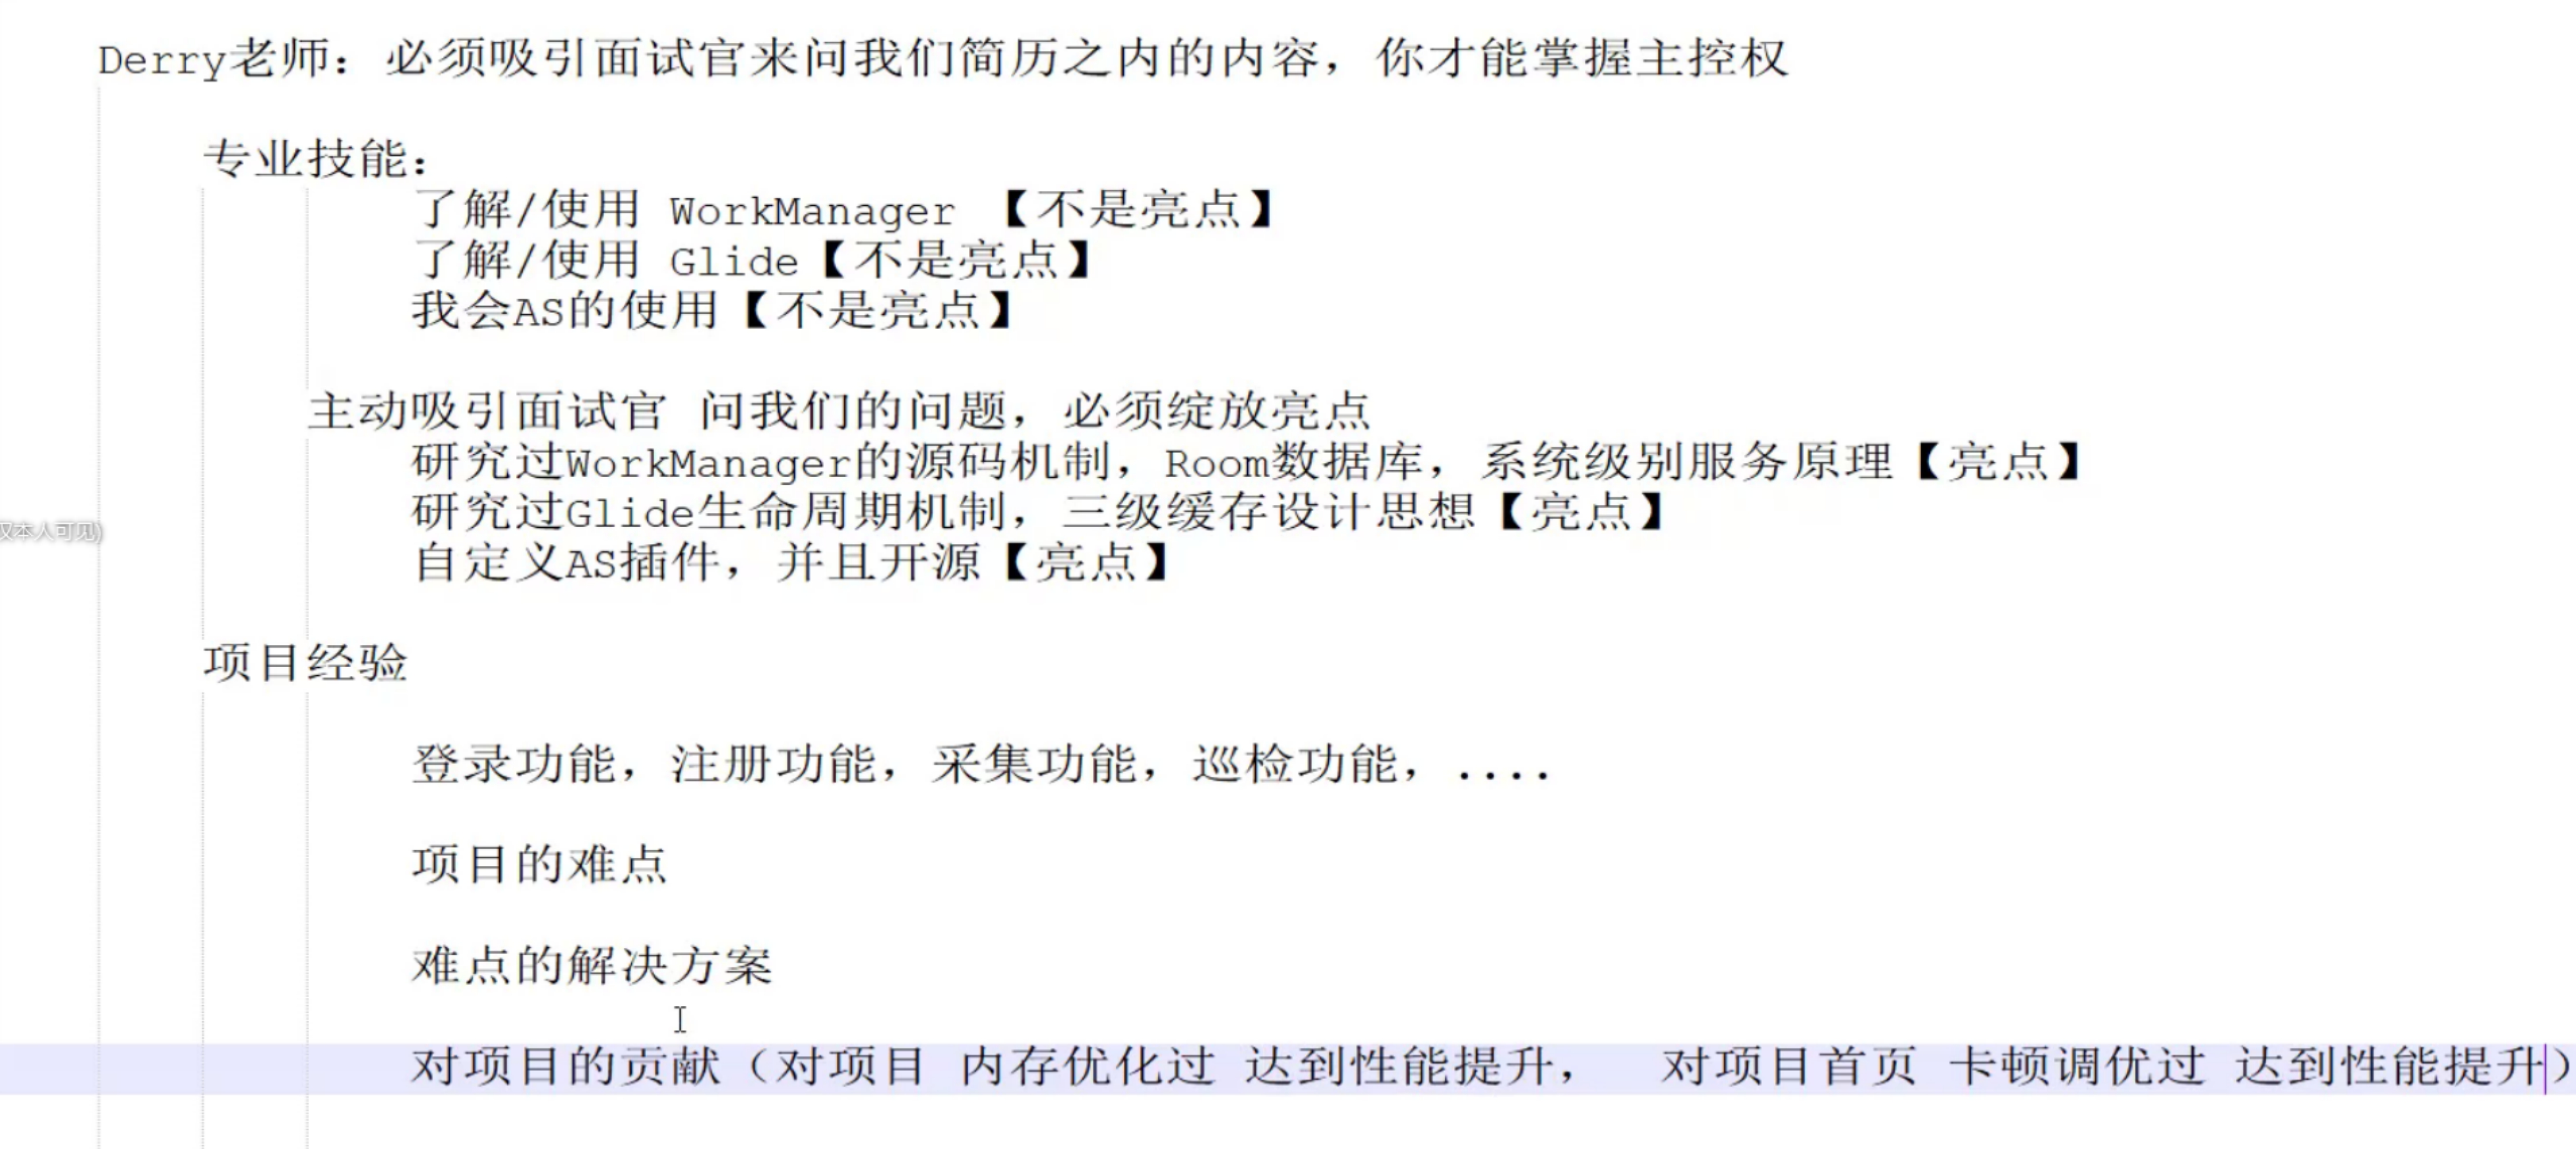 Derry老师：必须吸引面试官来问我们简历之内的内容，你才能掌握主控权
专业技能：
了解/使用 WorkManager 【不是亮点】
了解/使用 Glide【不是亮点】
我会AS的使用【不是亮点】
主动吸引面试官 问我们的问题，必须绽放亮点
研究过WorkManager的源码机制，Room数据库，系统级别服务原理【亮点】
研究过Glide生命周期机制，三级缓存设计思想【亮点】
本人可见)
自定义AS插件，并且开源【亮点】
项目经验
登录功能，注册功能，采集功能，巡检功能，....
项目的难点
难点的解决方案
对项目的贡献（对项目 内存优化过 达到性能提升， 对项目首页 卡顿调优过 达到性能提升）